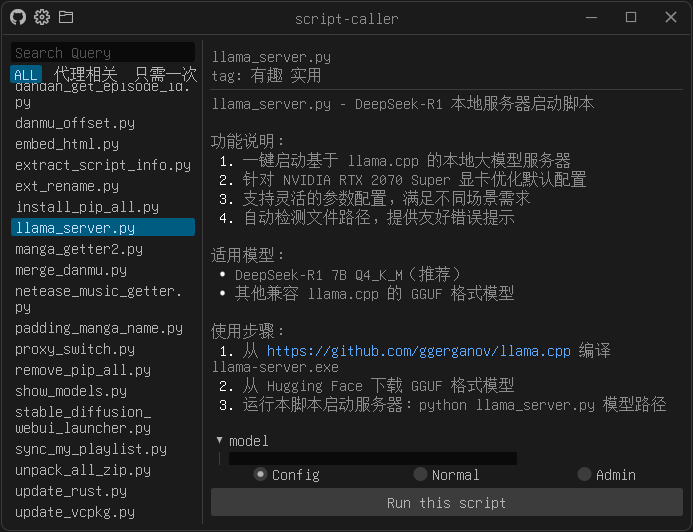 script-caller
Search Query
ALL 代理相关 只需一次
dandan_get_episode_id.
py
danmu_offset.py
embed_html.py
extract_script_info.py
ext_rename.py
install_pip_all.py
llama_server.py
manga_getter2.py
merge_danmu.py
netease_music_getter.
py
padding_manga_name.py
proxy_switch.py
remove_pip_all.py
show_models.py
stable_diffusion_
webui_launcher.py
sync_my_playlist.py
unpack_all_zip.py
update_rust.py
update_vcpkg.py
llama_server.py
tag: 有趣 实用
llama_server.py - DeepSeek-R1 本地服务器启动脚本
功能说明：
1. 一键启动基于 llama.cpp 的本地大模型服务器
2. 针对 NVIDIA RTX 2070 Super 显卡优化默认配置
3. 支持灵活的参数配置，满足不同场景需求
4. 自动检测文件路径，提供友好错误提示
适用模型：
• DeepSeek-R1 7B Q4_K_M（推荐）
• 其他兼容 llama.cpp 的 GGUF 格式模型
使用步骤：
1. 从 https://github.com/ggerganov/llama.cpp 编译
llama-server.exe
2. 从 Hugging Face 下载 GGUF 格式模型
3. 运行本脚本启动服务器：python llama_server.py 模型路径
▼ model
Config Normal Admin
Run this script